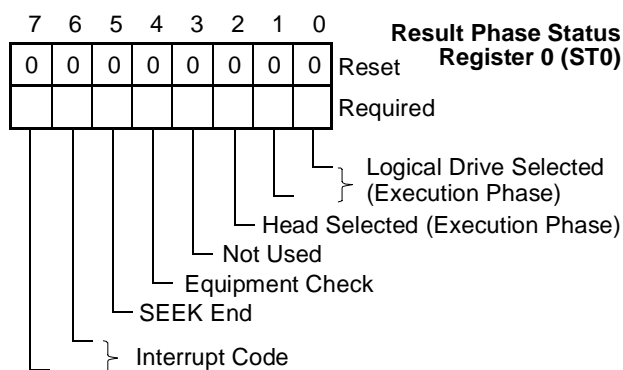 7 6 5 4 3 2 1 0
Result Phase Status
Register 0 (ST0)
0 0 0 0 0 0 0 0 Reset
Required
Logical Drive Selected
(Execution Phase)
Head Selected (Execution Phase)
Not Used
Equipment Check
SEEK End
Interrupt Code